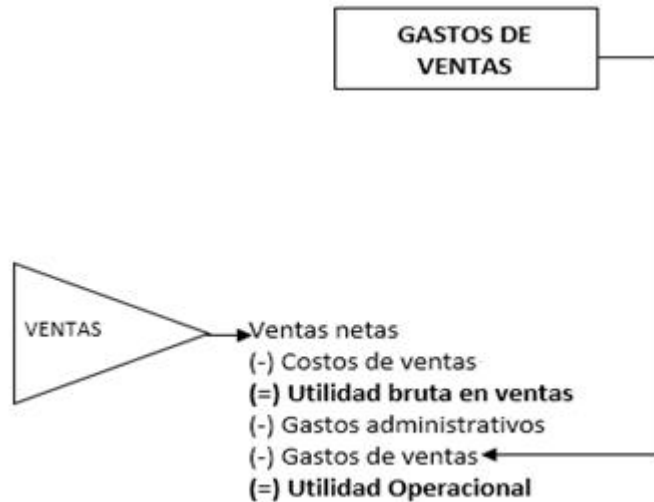 GASTOS DE
VENTAS
VENTAS
Ventas netas
(-) Costos de ventas
(=) Utilidad bruta en ventas
(-) Gastos administrativos
(-) Gastos de ventas
(=) Utilidad Operacional